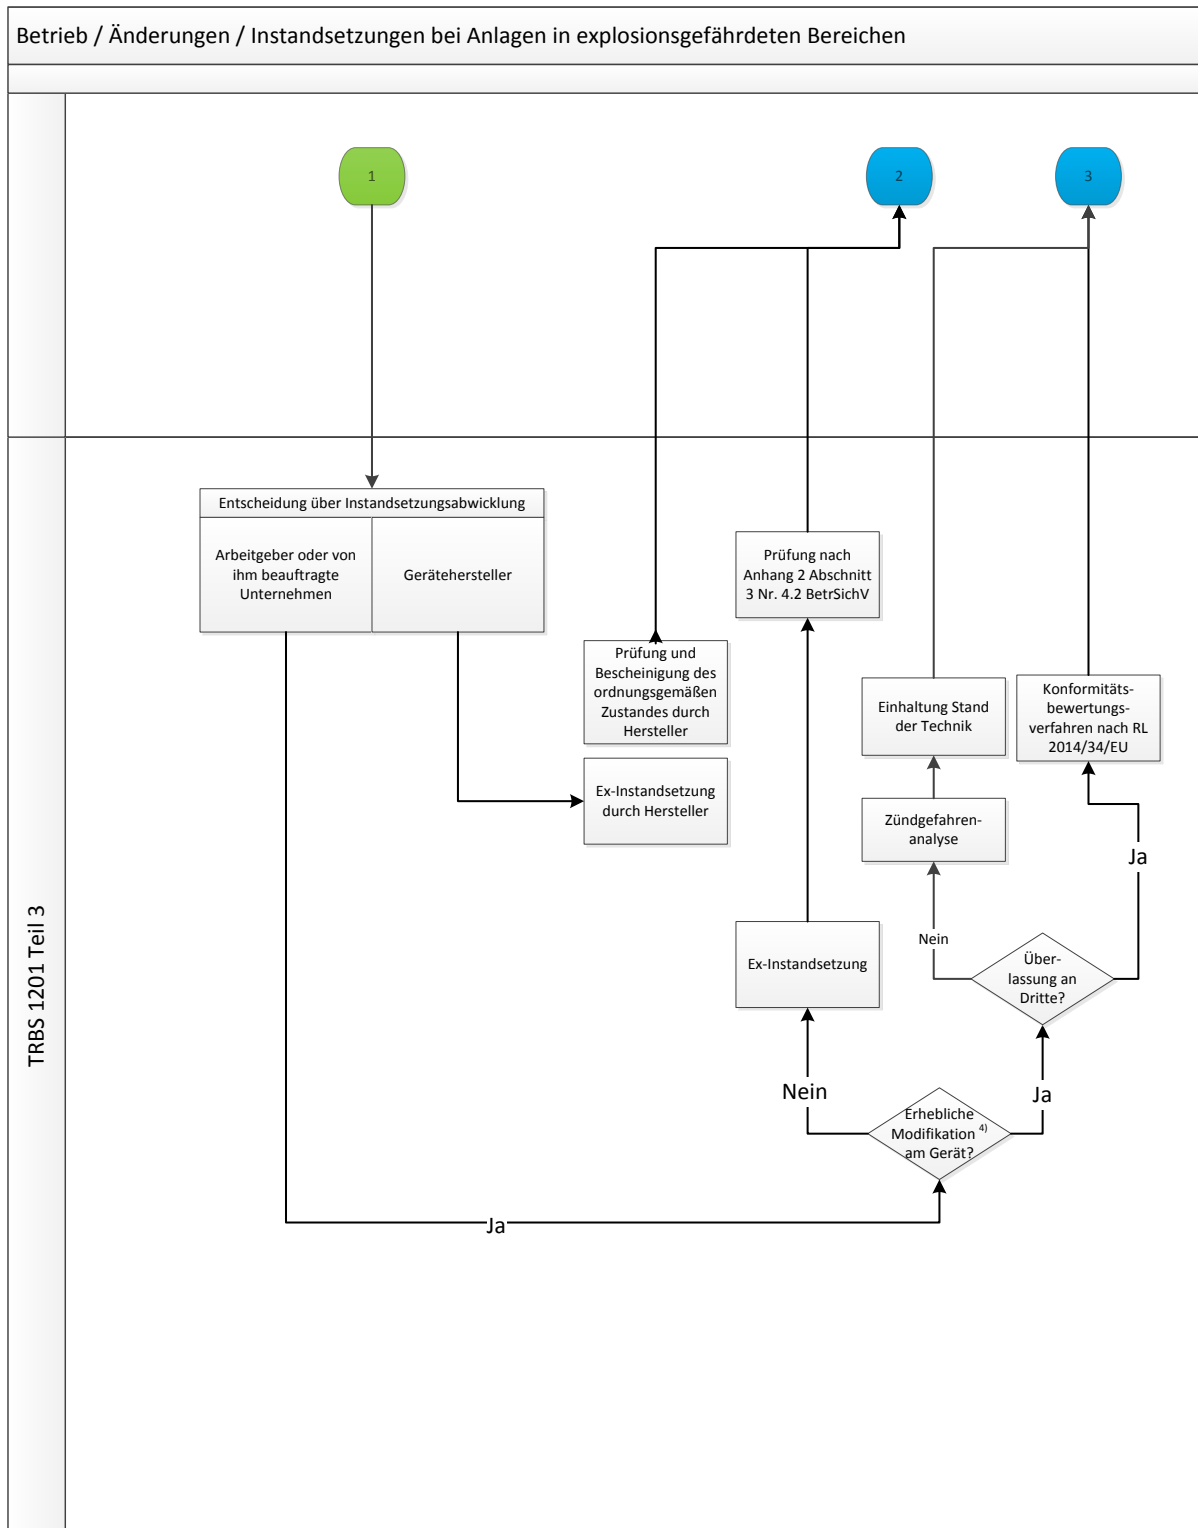 Betrieb / Änderungen / Instandsetzungen bei Anlagen in explosionsgefährdeten Bereichen
1
2
3
TRBS 1201 Teil 3
Entscheidung über Instandsetzungsabwicklung
Arbeitgeber oder von
ihm beauftragte
Unternehmen
Gerätehersteller
Prüfung und
Bescheinigung des
ordnungsgemäßen
Zustandes durch
Hersteller
Ex-Instandsetzung
durch Hersteller
Prüfung nach
Anhang 2 Abschnitt
3 Nr. 4.2 BetrSichV
Ex-Instandsetzung
Einhaltung Stand
der Technik
Zündgefahren-
analyse
Konformitäts-
bewertungs-
verfahren nach RL
2014/34/EU
Ja
Nein
Über-
lassung an
Dritte?
Nein
Ja
Erhebliche
Modifikation 4)
am Gerät?
Ja